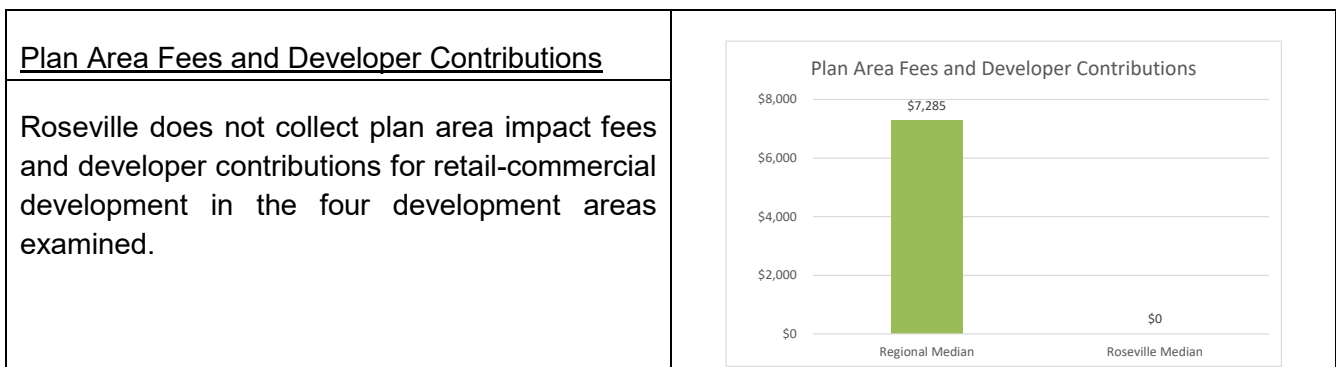 Plan Area Fees and Developer Contributions
Roseville does not collect plan area impact fees
and developer contributions for retail-commercial
development in the four development areas
examined.
Plan Area Fees and Developer Contributions
$8,000
$7,285
$6,000
$4,000
$2,000
$0
$0
Regional Median
Roseville Median